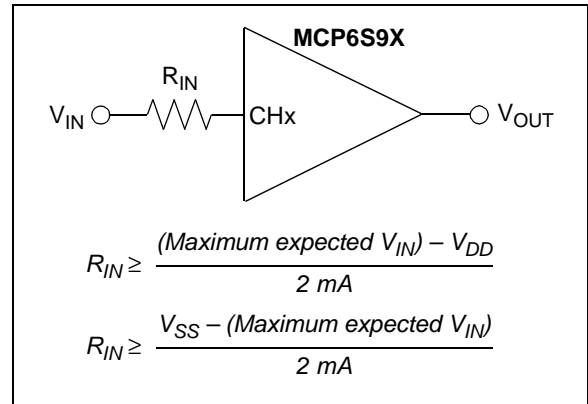 MCP6S9X
R_IN
V_IN CHx V_OUT
R_IN ≥ (Maximum expected V_IN) – V_DD / 2 mA
R_IN ≥ V_SS – (Maximum expected V_IN) / 2 mA